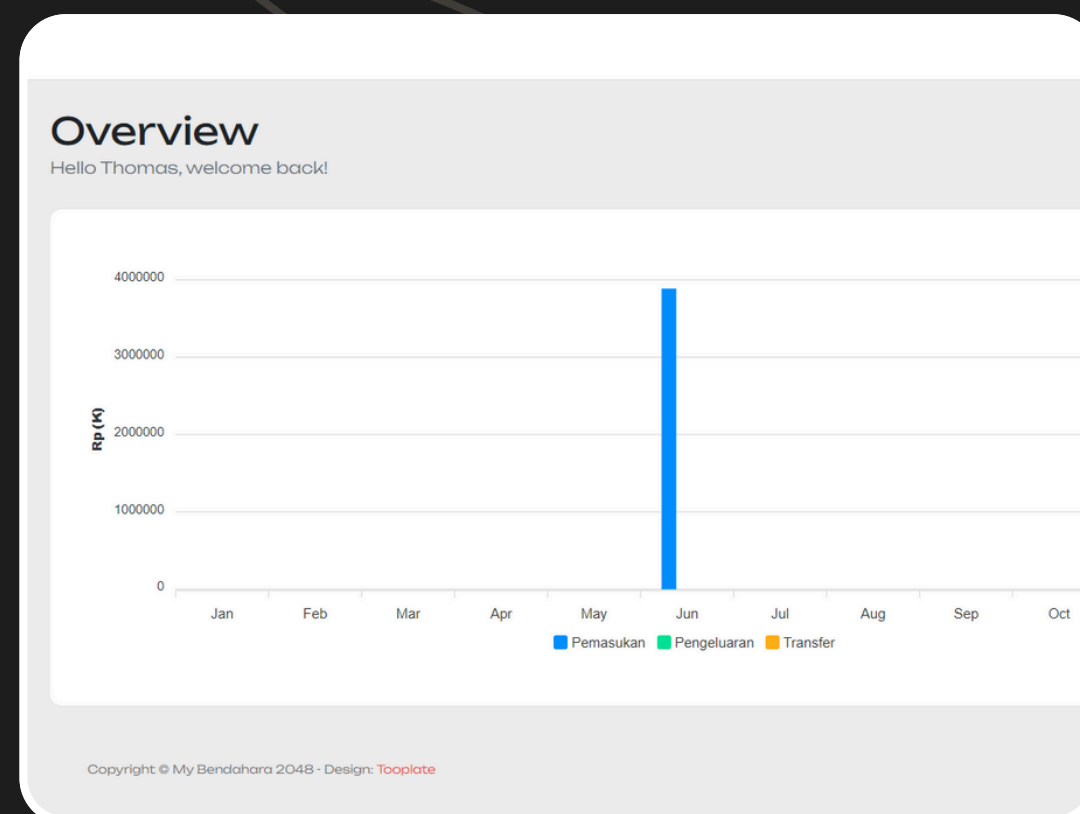 Overview
Hello Thomas, welcome back!
4000000
3000000
Rp (K)
2000000
1000000
0
Jan Feb Mar Apr May Jun Jul Aug Sep Oct
Pemasukan Pengeluaran Transfer
Copyright © My Bendahara 2048 - Design: Tooplate